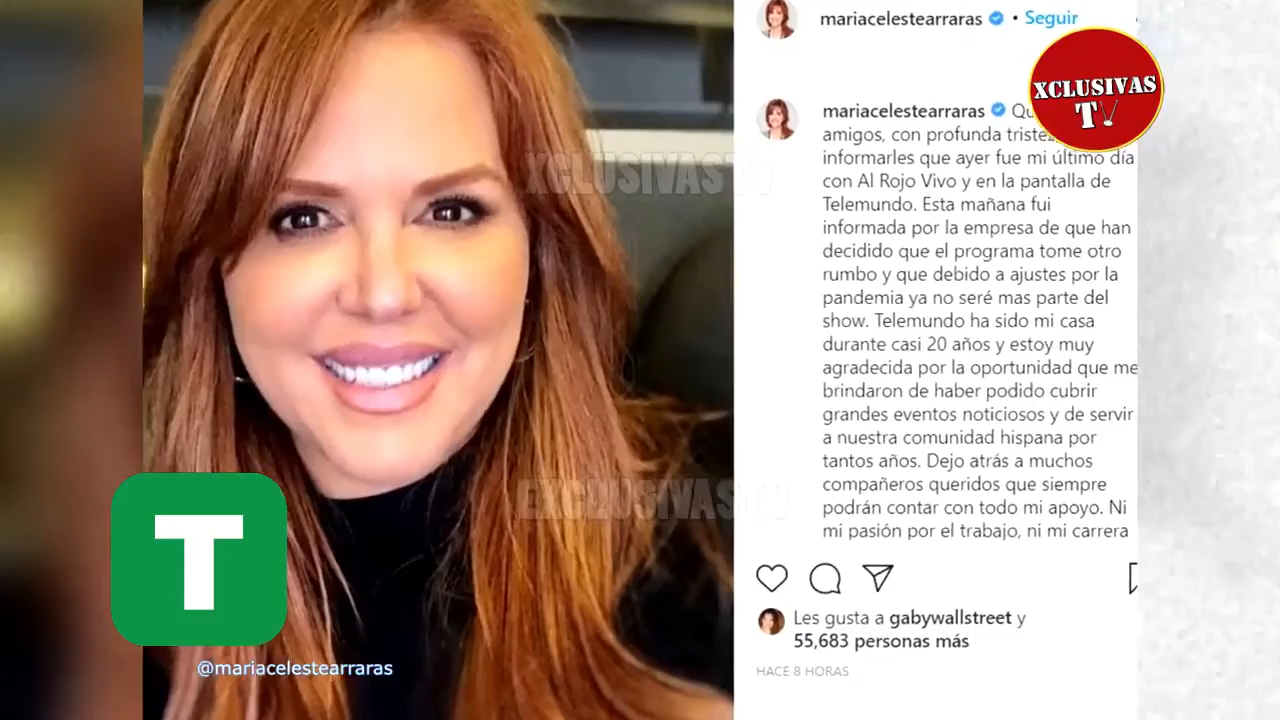 mariacelestearraras • Seguir
XCLUSIVAS
TV
mariacelestearraras
amigos, con profunda
informarles que ayer fue mi último día
con Al Rojo Vivo y en la pantalla de
Telemundo. Esta mañana fui
informada por la empresa de que han
decidido que el programa tome otro
rumbo y que debido a ajustes por la
pandemia ya no seré mas parte del
show. Telemundo ha sido mi casa
durante casi 20 años y estoy muy
agradecida por la oportunidad que me
brindaron de haber podido cubrir
grandes eventos noticiosos y de servir
a nuestra comunidad hispana por
tantos años. Dejo atrás a muchos
compañeros queridos que siempre
podrán contar con todo mi apoyo. Ni
mi pasión por el trabajo, ni mi carrera
Les gusta a gabywallstreet y
55,683 personas más
HACE 8 HORAS
XCLUSIVAS TV
EXCLUSIVAS TV
T
@mariacelestearraras